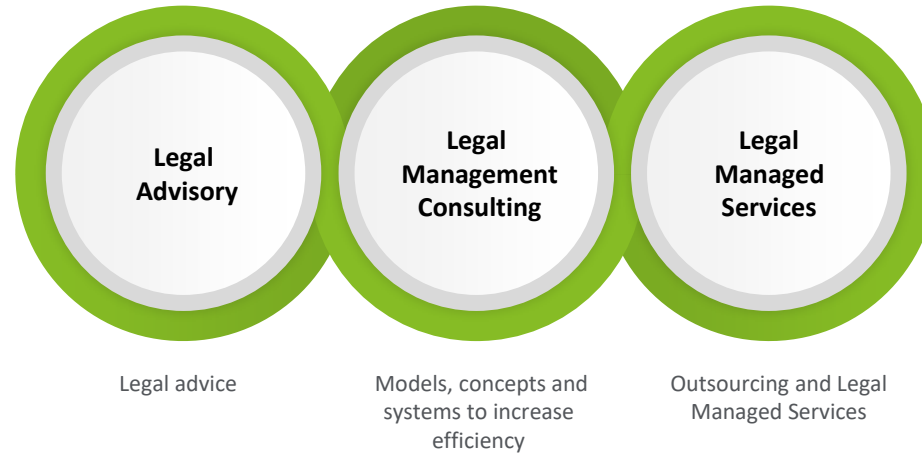 Legal
Advisory
Legal
Management
Consulting
Legal
Managed
Services
Legal advice
Models, concepts and
systems to increase
efficiency
Outsourcing and Legal
Managed Services